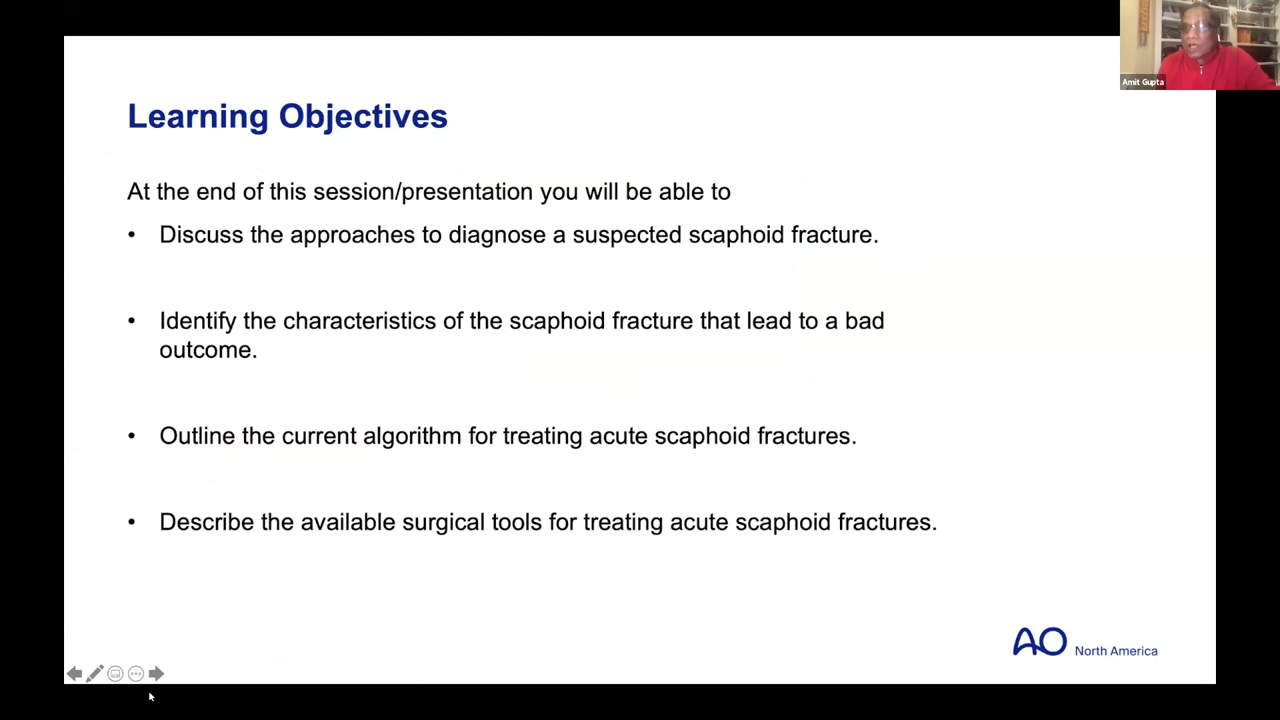 Amit Gupta
Learning Objectives
At the end of this session/presentation you will be able to
• Discuss the approaches to diagnose a suspected scaphoid fracture.
• Identify the characteristics of the scaphoid fracture that lead to a bad
outcome.
• Outline the current algorithm for treating acute scaphoid fractures.
• Describe the available surgical tools for treating acute scaphoid fractures.
AO North America